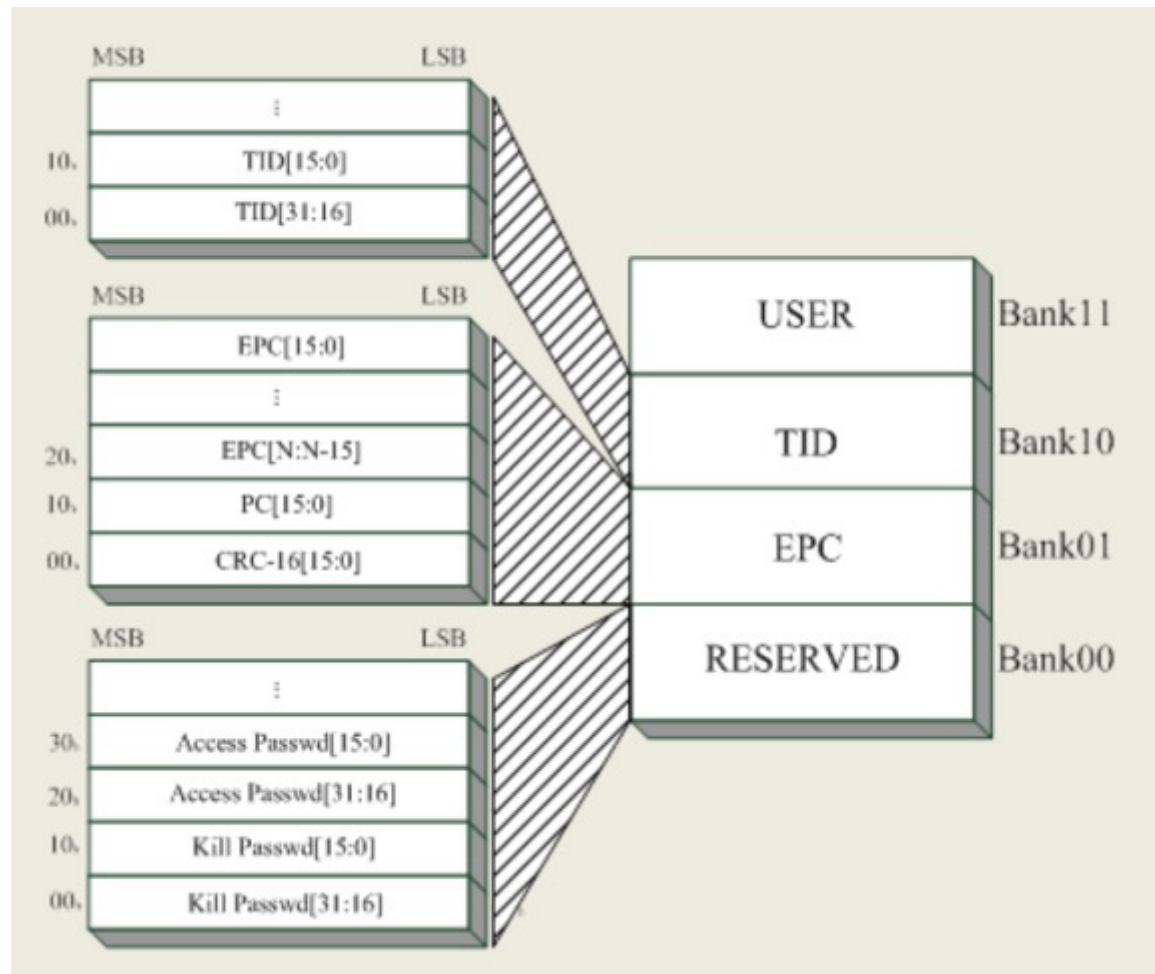 MSB LSB
⋮
10h TID[15:0]
00h TID[31:16]
MSB LSB
EPC[15:0]
⋮
20h EPC[N:N-15]
10h PC[15:0]
00h CRC-16[15:0]
MSB LSB
⋮
30h Access Passwd[15:0]
20h Access Passwd[31:16]
10h Kill Passwd[15:0]
00h Kill Passwd[31:16]
USER Bank11
TID Bank10
EPC Bank01
RESERVED Bank00